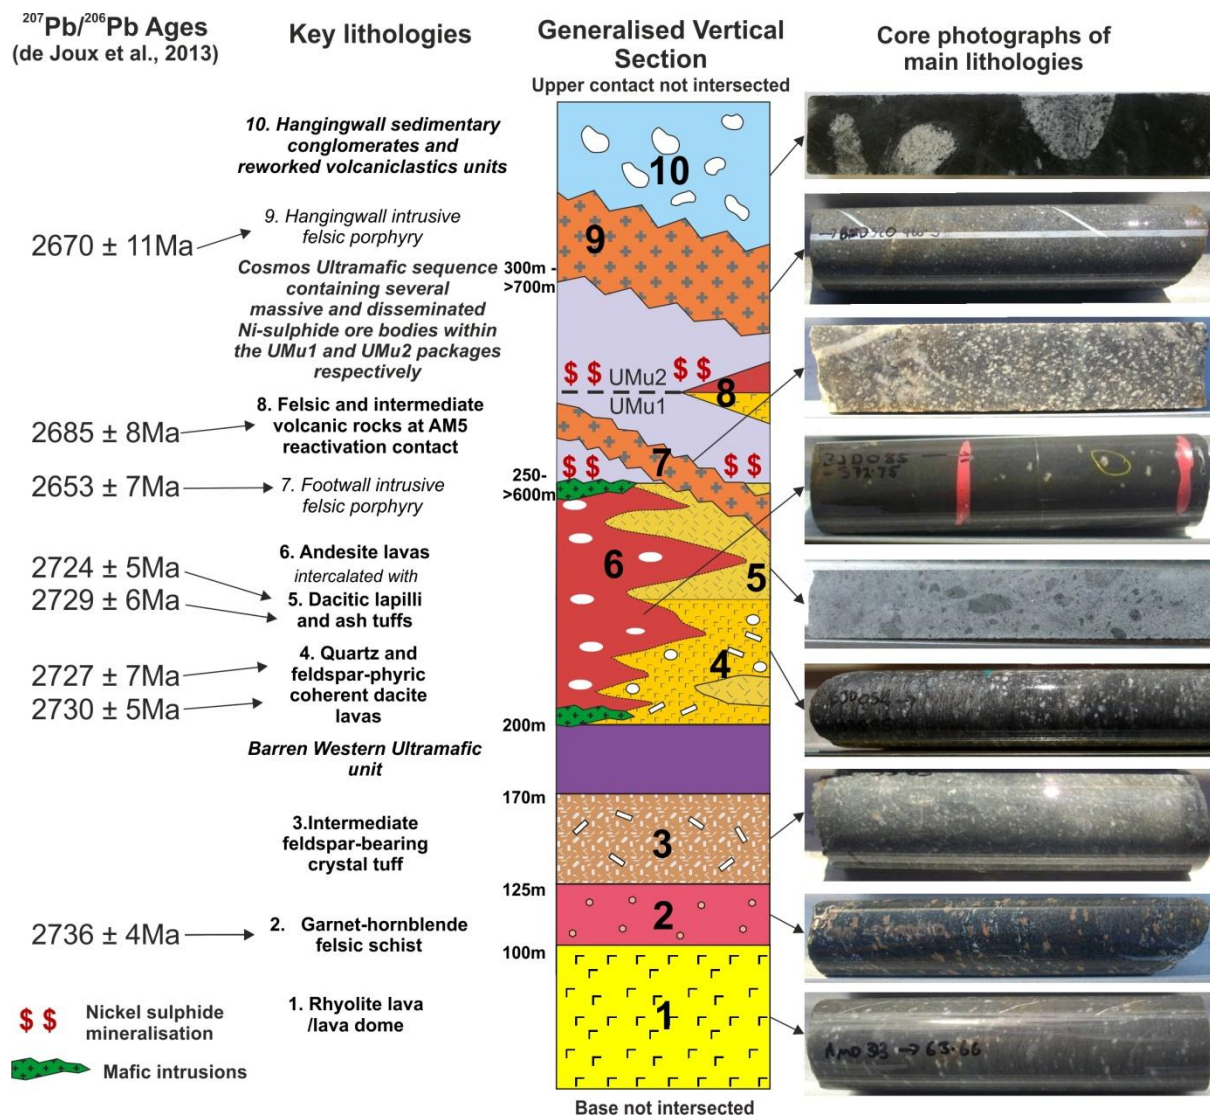 ²⁰⁷Pb/²⁰⁶Pb Ages
(de Joux et al., 2013)
Key lithologies
Generalised Vertical
Section
Upper contact not intersected
Core photographs of
main lithologies
10. Hangingwall sedimentary
conglomerates and
reworked volcaniclastics units
10
2670 ± 11Ma
9. Hangingwall intrusive
felsic porphyry
9
Cosmos Ultramafic sequence
containing several
massive and disseminated
Ni-sulphide ore bodies within
the UMu1 and UMu2 packages
respectively
300m -
>700m
$ $ UMu2 $ $
UMu1
8
2685 ± 8Ma
8. Felsic and intermediate
volcanic rocks at AM5
reactivation contact
$ $ 7 $ $
2653 ± 7Ma
7. Footwall intrusive
felsic porphyry
250-
>600m
2724 ± 5Ma
2729 ± 6Ma
6. Andesite lavas
intercalated with
5. Dacitic lapilli
and ash tuffs
6
5
2727 ± 7Ma
2730 ± 5Ma
4. Quartz and
feldspar-phyric
coherent dacite
lavas
4
200m
Barren Western Ultramafic
unit
170m
3.Intermediate
feldspar-bearing
crystal tuff
3
125m
2736 ± 4Ma
2. Garnet-hornblende
felsic schist
2
100m
1. Rhyolite lava
/lava dome
1
$ $ Nickel sulphide
mineralisation
Mafic intrusions
Base not intersected
AMD 33 → 63.66